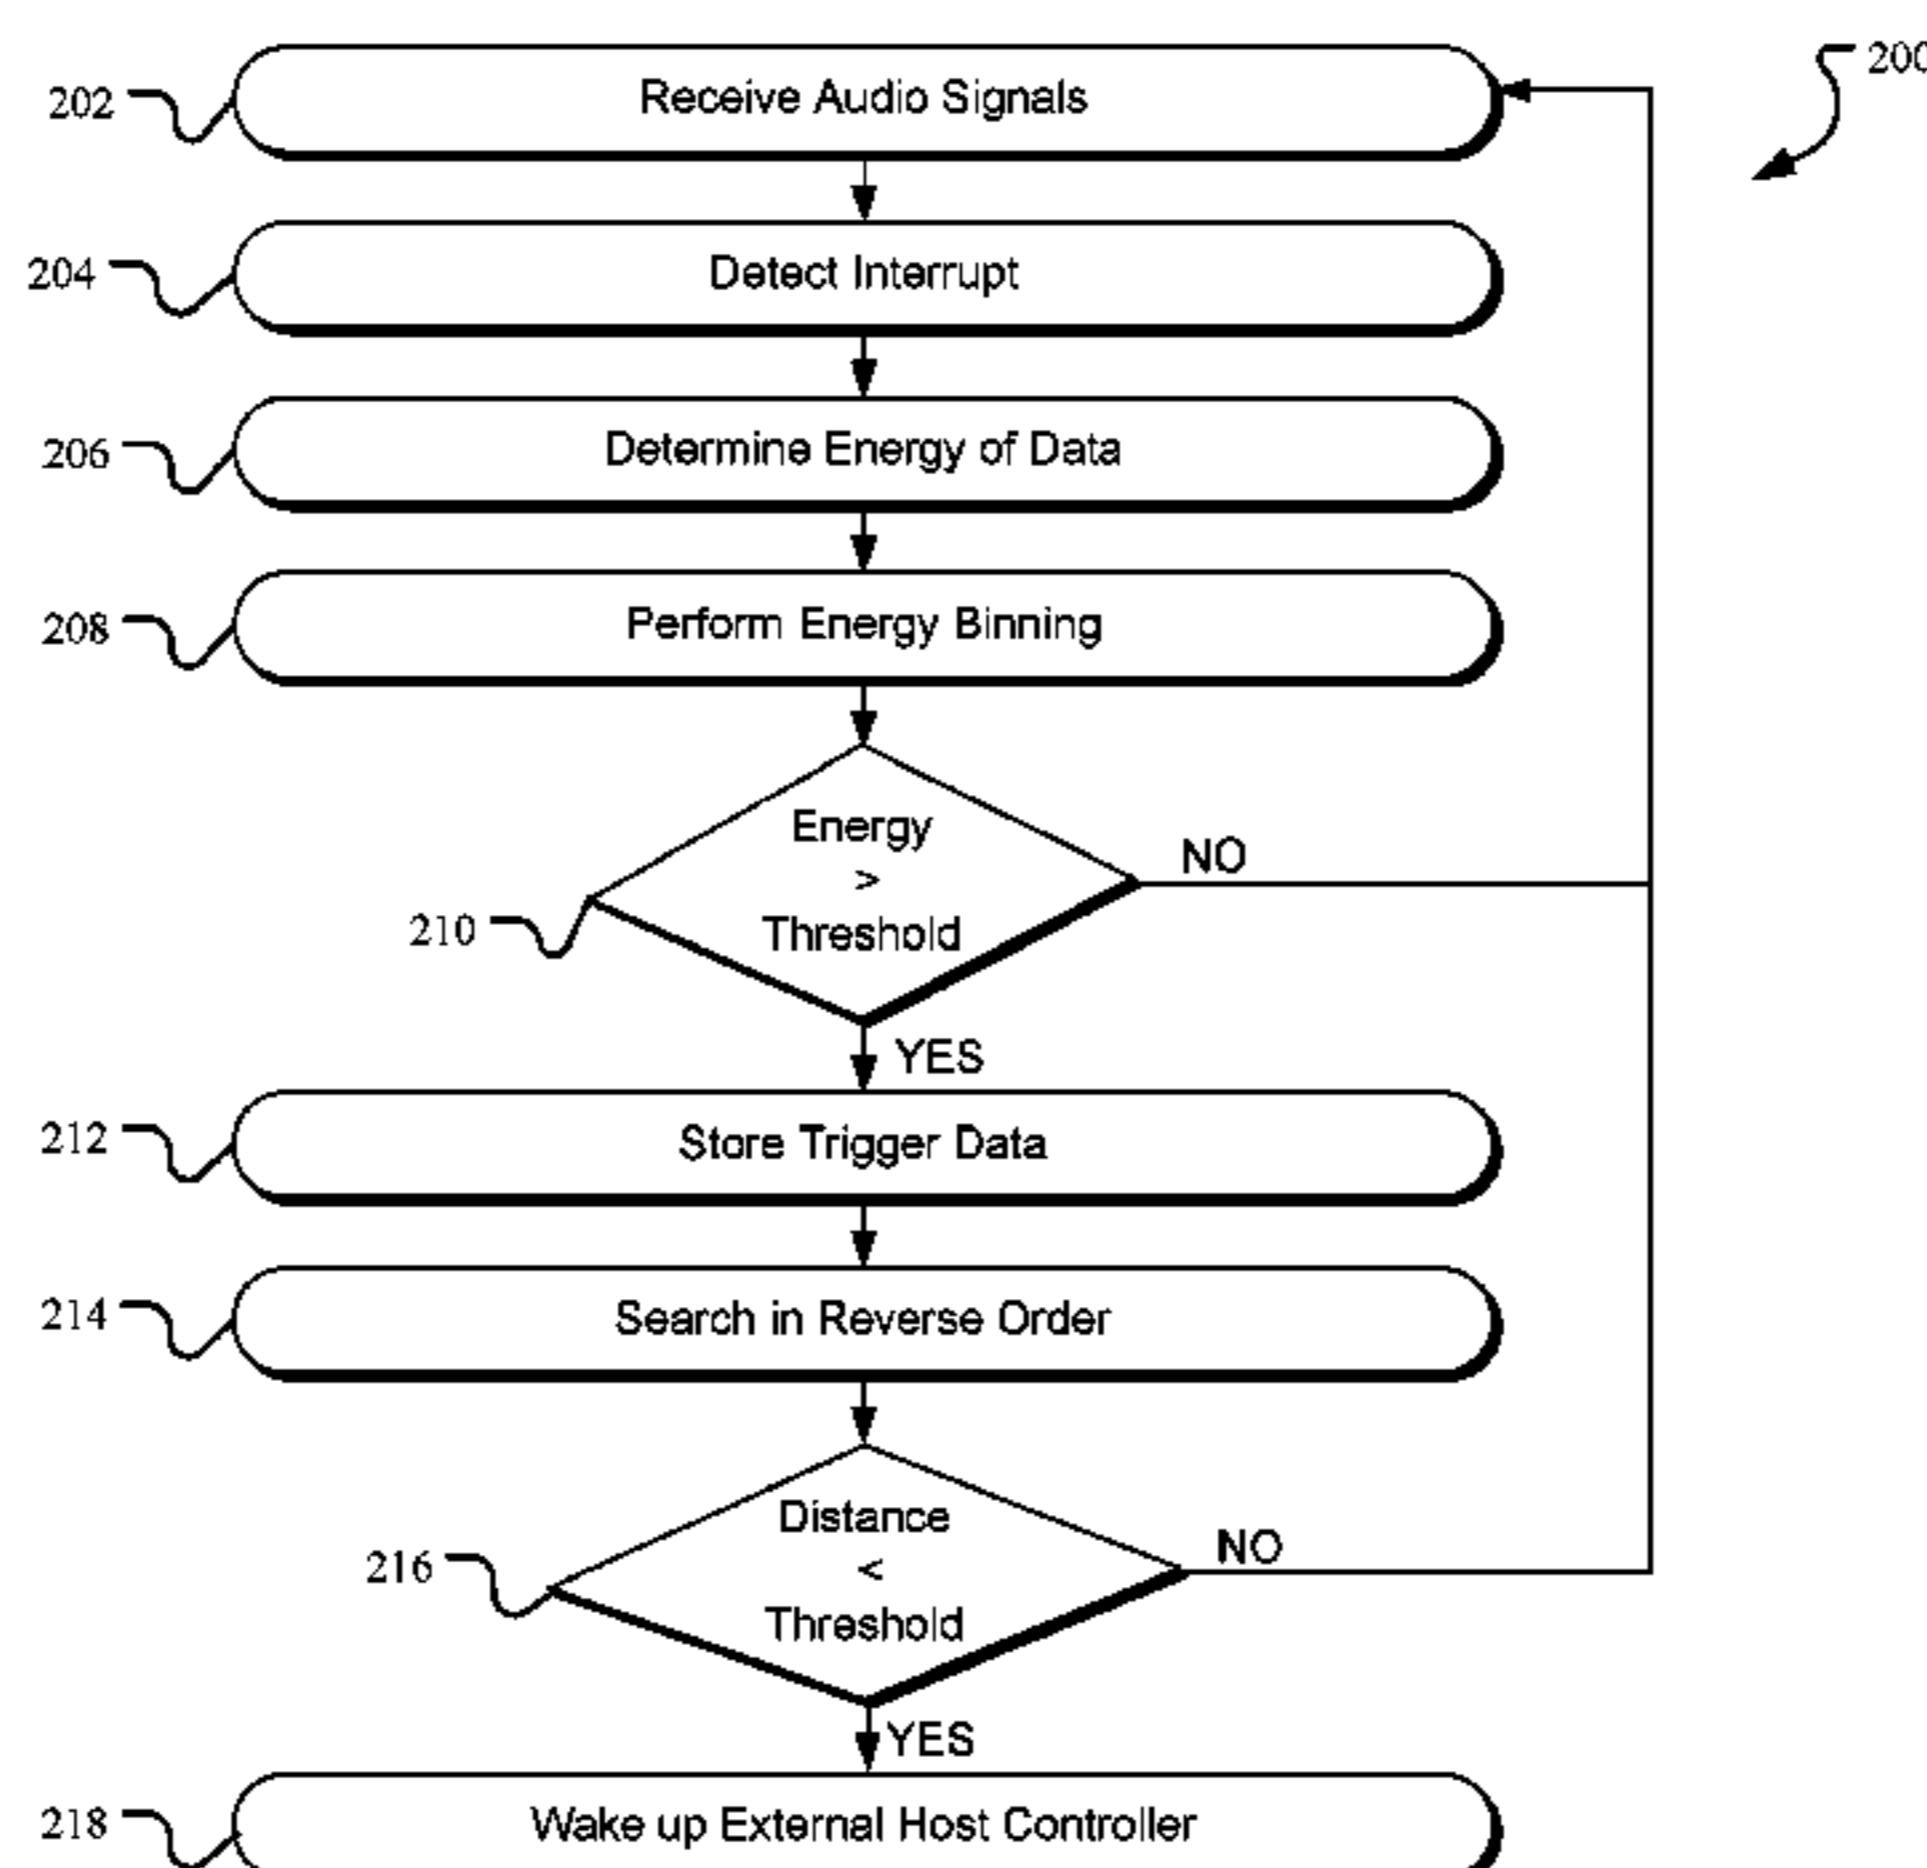 200
202 Receive Audio Signals
204 Detect Interrupt
206 Determine Energy of Data
208 Perform Energy Binning
Energy
>
Threshold
210
NO
YES
212 Store Trigger Data
214 Search in Reverse Order
Distance
<
Threshold
216
NO
YES
218 Wake up External Host Controller